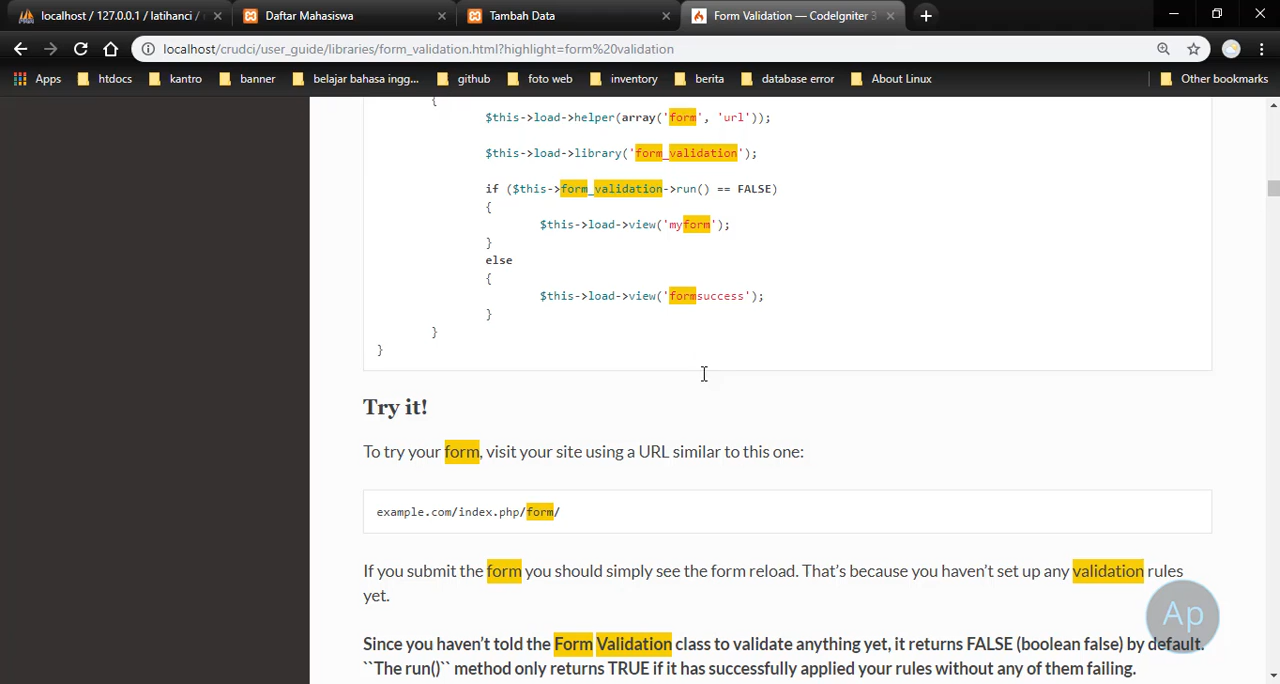 localhost / 127.0.0.1 / latihanci /
Daftar Mahasiswa
Tambah Data
Form Validation — CodeIgniter 3
localhost/crudci/user_guide/libraries/form_validation.html?highlight=form%20validation
Apps htdocs kantro banner belajar bahasa ingg... github foto web inventory berita database error About Linux Other bookmarks
{
$this->load->helper(array('form', 'url'));
$this->load->library('form_validation');
if ($this->form_validation->run() == FALSE)
{
$this->load->view('myform');
}
else
{
$this->load->view('formsuccess');
}
}
}
Try it!
To try your form, visit your site using a URL similar to this one:
example.com/index.php/form/
If you submit the form you should simply see the form reload. That's because you haven't set up any validation rules
yet.
Ap
Since you haven't told the Form Validation class to validate anything yet, it returns FALSE (boolean false) by default.
``The run()`` method only returns TRUE if it has successfully applied your rules without any of them failing.